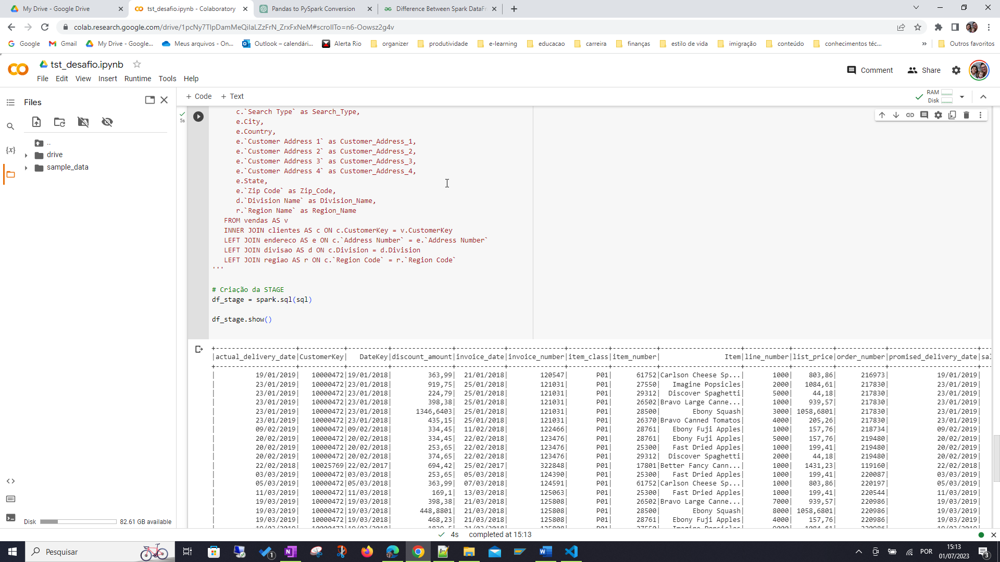 My Drive - Google Drive
tst_desafio.ipynb - Colaboratory
Pandas to PySpark Conversion
Difference Between Spark DataFr
colab.research.google.com/drive/1pcNy7TIpDamMeQiIaLZzFrN_ZrxFxNeM#scrollTo=n6-Oowsz2g4v
Google
Gmail
My Drive - Google...
Meus arquivos - On...
Outlook – calendári...
Alerta Rio
organizer
produtividade
e-learning
educacao
carreira
finanças
estilo de vida
imigração
conteúdo
conhecimentos téc...
»
Outros favoritos
tst_desafio.ipynb
File Edit View Insert Runtime Tools Help
Comment
Share
Files
..
drive
sample_data
{x}
Disk
82.61 GB available
+ Code + Text
RAM
Disk
5s
c.`Search Type` as Search_Type,
e.City,
e.Country,
e.`Customer Address 1` as Customer_Address_1,
e.`Customer Address 2` as Customer_Address_2,
e.`Customer Address 3` as Customer_Address_3,
e.`Customer Address 4` as Customer_Address_4,
e.State,
e.`Zip Code` as Zip_Code,
d.`Division Name` as Division_Name,
r.`Region Name` as Region_Name
FROM vendas AS v
INNER JOIN clientes AS c ON c.CustomerKey = v.CustomerKey
LEFT JOIN endereco AS e ON c.`Address Number` = e.`Address Number`
LEFT JOIN divisao AS d ON c.Division = d.Division
LEFT JOIN regiao AS r ON c.`Region Code` = r.`Region Code`
'''
# Criação da STAGE
df_stage = spark.sql(sql)
df_stage.show()
|actual_delivery_date|CustomerKey| DateKey|discount_amount|invoice_date|invoice_number|item_class|item_number| Item|line_number|list_price|order_number|promised_delivery_date|sal
| 19/01/2019| 10000472|19/01/2018| 363,99| 21/01/2018| 120547| P01| 61752|Carlson Cheese Sp...| 1000| 803,86| 216973| 19/01/2019|
| 23/01/2019| 10000472|23/01/2018| 919,75| 25/01/2018| 121031| P01| 27550| Imagine Popsicles| 2000| 1084,61| 217830| 23/01/2019|
| 23/01/2019| 10000472|23/01/2018| 224,79| 25/01/2018| 121031| P01| 29312| Discover Spaghetti| 5000| 44,18| 217830| 23/01/2019|
| 23/01/2019| 10000472|23/01/2018| 398,38| 25/01/2018| 121031| P01| 26502|Bravo Large Canne...| 1000| 939,57| 217830| 23/01/2019|
| 23/01/2019| 10000472|23/01/2018| 1346,6403| 25/01/2018| 121031| P01| 28500| Ebony Squash| 3000| 1058,6801| 217830| 23/01/2019|
| 23/01/2019| 10000472|23/01/2018| 435,15| 25/01/2018| 121031| P01| 26370|Bravo Canned Tomatos| 4000| 205,26| 217830| 23/01/2019|
| 09/02/2019| 10000472|09/02/2018| 334,45| 11/02/2018| 122466| P01| 28761| Ebony Fuji Apples| 1000| 157,76| 218734| 09/02/2019|
| 20/02/2019| 10000472|20/02/2018| 334,45| 22/02/2018| 123476| P01| 28761| Ebony Fuji Apples| 5000| 157,76| 219480| 20/02/2019|
| 20/02/2019| 10000472|20/02/2018| 253,65| 22/02/2018| 123476| P01| 25300| Fast Dried Apples| 1000| 199,41| 219480| 20/02/2019|
| 20/02/2019| 10000472|20/02/2018| 374,65| 22/02/2018| 123476| P01| 29312| Discover Spaghetti| 2000| 44,18| 219480| 20/02/2019|
| 22/02/2018| 10025769|22/02/2017| 694,42| 25/02/2017| 322848| P01| 17801|Better Fancy Cann...| 1000| 1431,23| 119160| 22/02/2018|
| 03/03/2019| 10000472|03/03/2018| 253,65| 05/03/2018| 124390| P01| 25300| Fast Dried Apples| 1000| 199,41| 220087| 03/03/2019|
| 05/03/2019| 10000472|05/03/2018| 363,99| 07/03/2018| 124591| P01| 61752|Carlson Cheese Sp...| 1000| 803,86| 220197| 05/03/2019|
| 11/03/2019| 10000472|11/03/2018| 169,1| 13/03/2018| 125063| P01| 25300| Fast Dried Apples| 1000| 199,41| 220544| 11/03/2019|
| 19/03/2019| 10000472|19/03/2018| 398,38| 21/03/2018| 125808| P01| 26502|Bravo Large Canne...| 7000| 939,57| 220986| 19/03/2019|
| 19/03/2019| 10000472|19/03/2018| 448,8801| 21/03/2018| 125808| P01| 28500| Ebony Squash| 8000| 1058,6801| 220986| 19/03/2019|
| 19/03/2019| 10000472|19/03/2018| 468,23| 21/03/2018| 125808| P01| 28761| Ebony Fuji Apples| 4000| 157,76| 220986| 19/03/2019|
4s completed at 15:13
Pesquisar
1
POR
15:13
01/07/2023
3